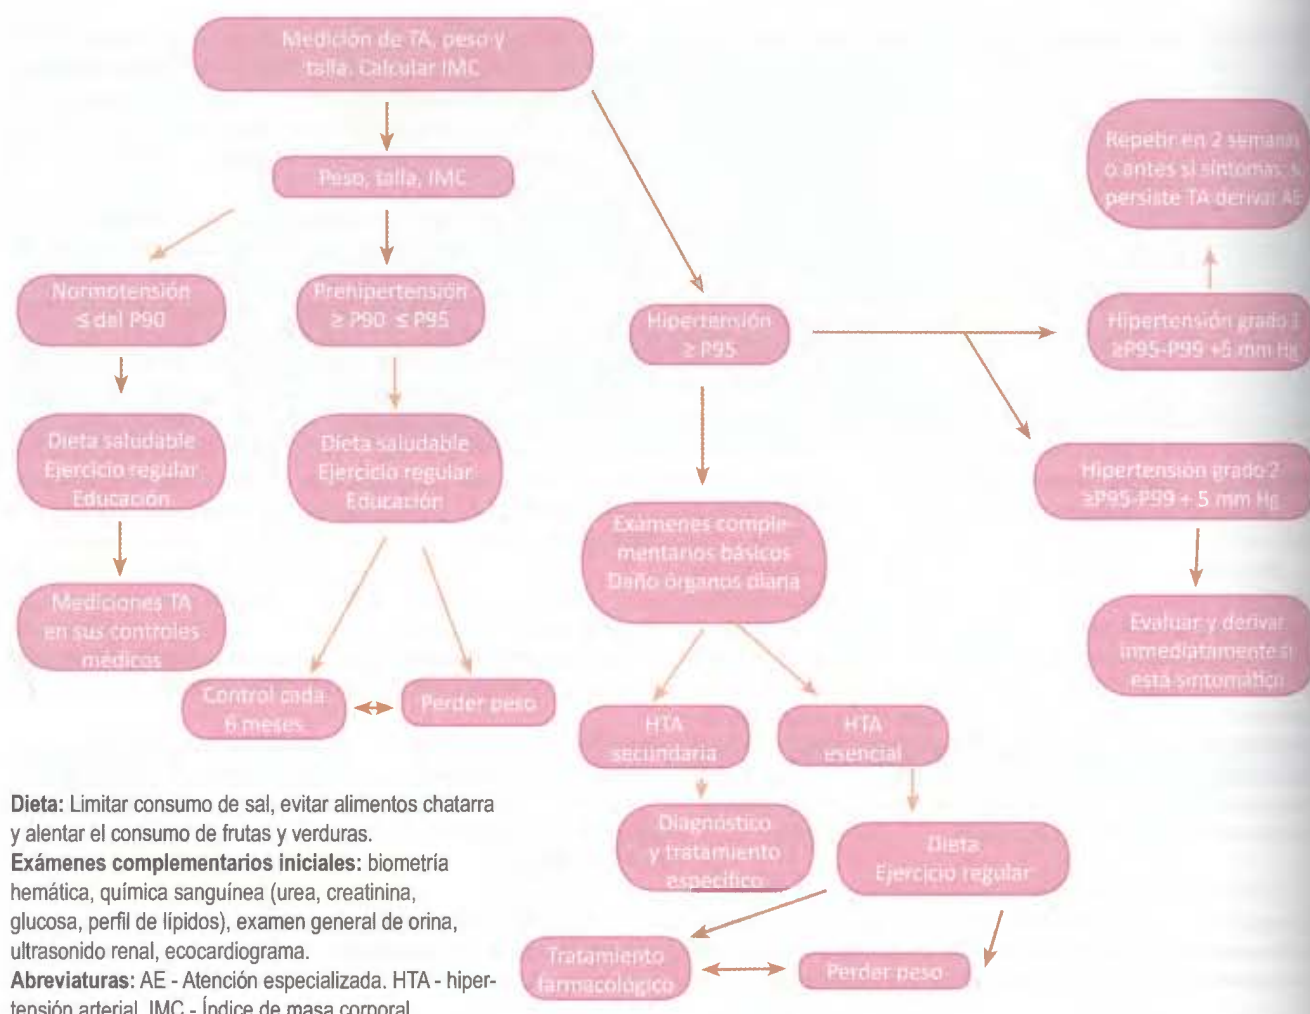 Medición de TA, peso y
talla. Calcular IMC
Peso, talla, IMC
Normotensión
≤ del P90
Prehipertensión
≥ P90 ≤ P95
Hipertensión
≥ P95
Repetir en 2 semanas
o antes si síntomas;
persiste TA derivar AE
Hipertensión grado
≥P95-P99 +5 mm Hg
Dieta saludable
Ejercicio regular
Educación
Dieta saludable
Ejercicio regular
Educación
Hipertensión grado 2
≥P95-P99 + 5 mm Hg
Exámenes comple-
mentarios básicos
Daño órganos diana
Mediciones TA
en sus controles
médicos
Evaluar y derivar
inmediatamente si
está sintomático
Control cada
6 meses
Perder peso
HTA
secundaria
HTA
esencial
Diagnóstico
y tratamiento
específico
Dieta
Ejercicio regular
Tratamiento
farmacológico
Perder peso
Dieta: Limitar consumo de sal, evitar alimentos chatarra
y alentar el consumo de frutas y verduras.
Exámenes complementarios iniciales: biometría
hemática, química sanguínea (urea, creatinina,
glucosa, perfil de lípidos), examen general de orina,
ultrasonido renal, ecocardiograma.
Abreviaturas: AE - Atención especializada. HTA - hiper-
tensión arterial. IMC - Índice de masa corporal